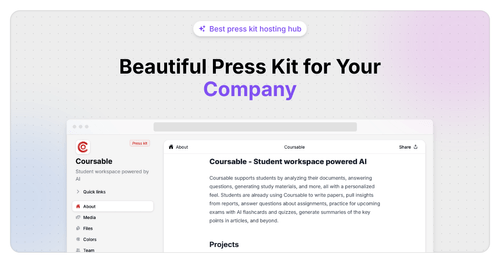 Best press kit hosting hub
Beautiful Press Kit for Your
Company
Press Kit
Coursable
Student workspace powered by
AI
Quick links
About
Media
Files
Colors
Team
About
Coursable
Share
Coursable - Student workspace powered AI
Coursable supports students by analyzing their documents, answering
questions, generating study materials, and more, all with a personalized
feel. Students are already using Coursable to write papers, pull insights
from reports, answer questions about assignments, practice for upcoming
exams with AI flashcards and quizzes, generate summaries of the key
points in articles, and beyond.
Projects